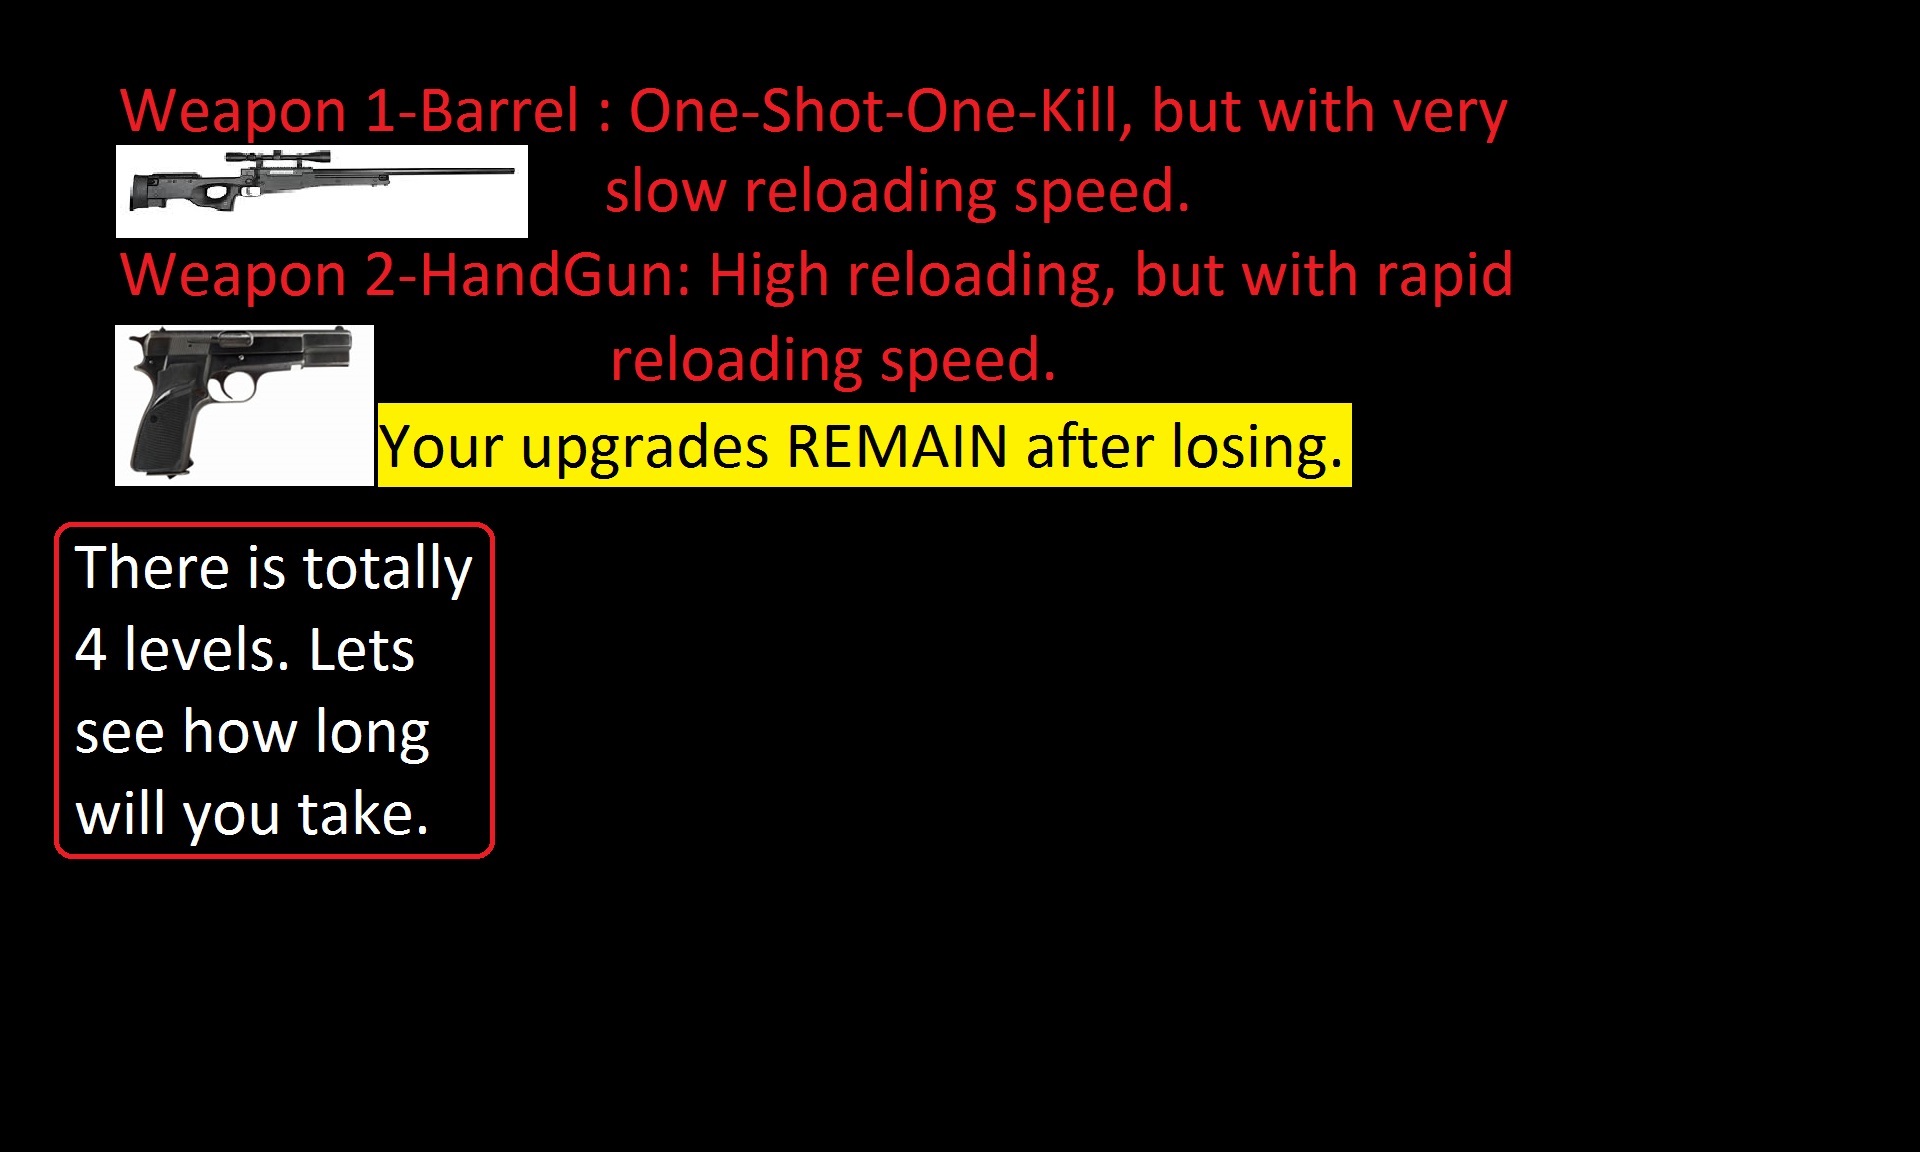 Weapon 1-Barrel : One-Shot-One-Kill, but with very
slow reloading speed.
Weapon 2-HandGun: High reloading, but with rapid
reloading speed.
Your upgrades REMAIN after losing.
There is totally
4 levels. Lets
see how long
will you take.